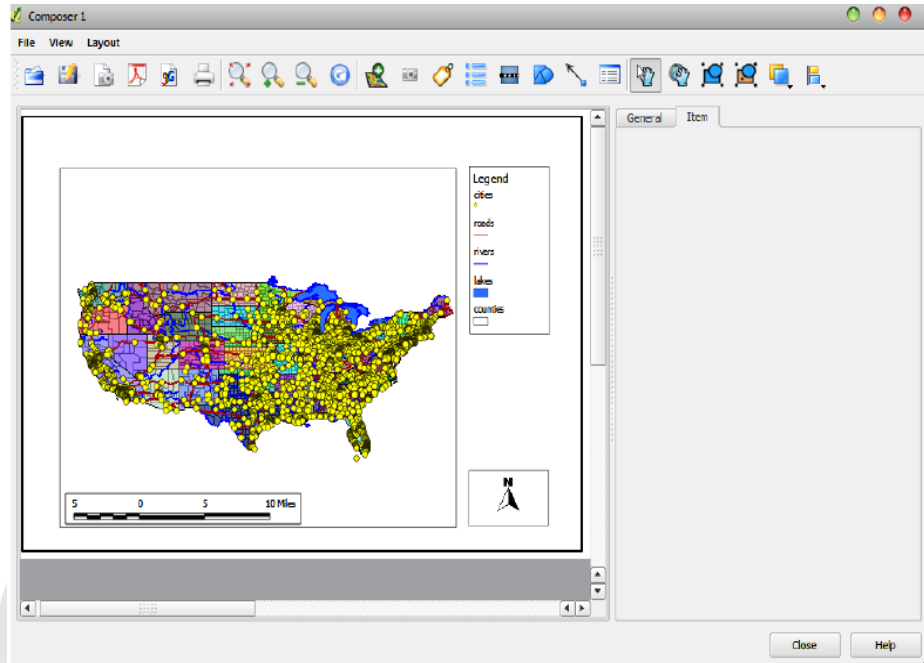 Composer 1
File View Layout
General Item
Legend
cities
roads
rivers
lakes
counties
N
5 0 5 10 Miles
Close Help